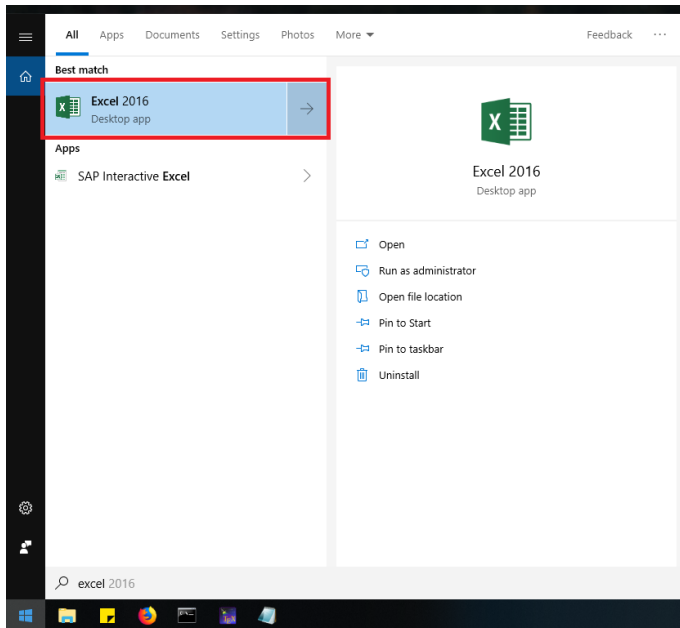 All Apps Documents Settings Photos More Feedback ...
Best match
Excel 2016
Desktop app
Apps
SAP Interactive Excel
Excel 2016
Desktop app
Open
Run as administrator
Open file location
Pin to Start
Pin to taskbar
Uninstall
excel 2016